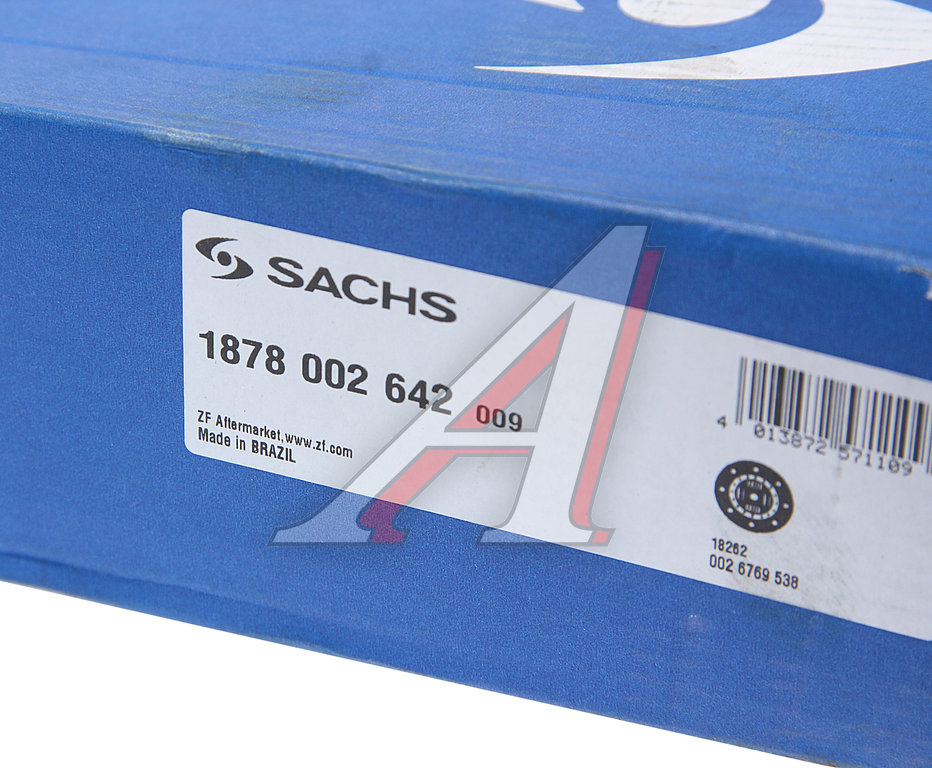 SACHS
1878 002 642 009
ZF Aftermarket, www.zf.com
Made in BRAZIL
4 013872 571109
18262
002 6769 538